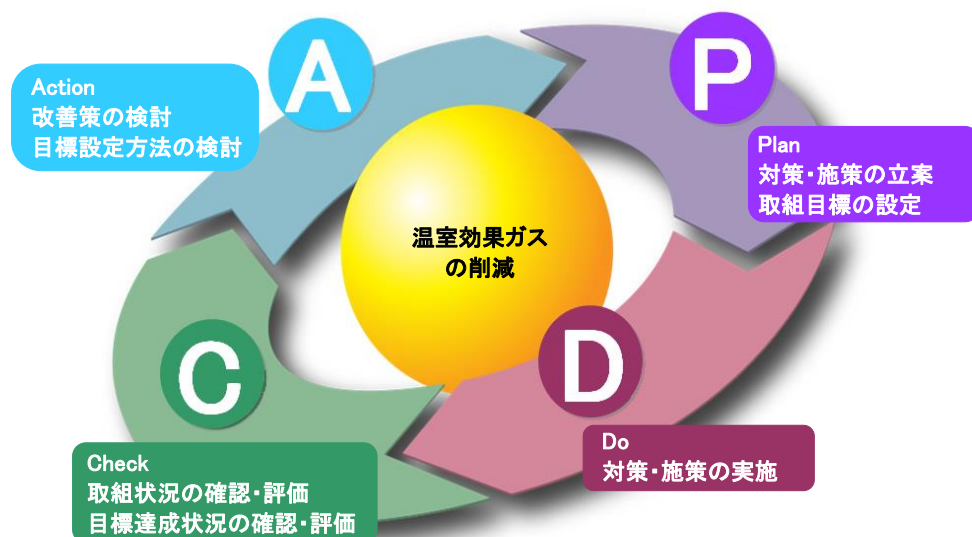 A
Action
改善策の検討
目標設定方法の検討
P
Plan
対策・施策の立案
取組目標の設定
温室効果ガス
の削減
D
Do
対策・施策の実施
C
Check
取組状況の確認・評価
目標達成状況の確認・評価